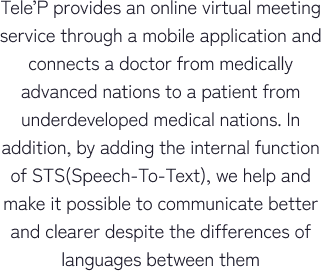 Tele’P provides an online virtual meeting
service through a mobile application and
connects a doctor from medically
advanced nations to a patient from
underdeveloped medical nations. In
addition, by adding the internal function
of STS(Speech-To-Text), we help and
make it possible to communicate better
and clearer despite the differences of
languages between them